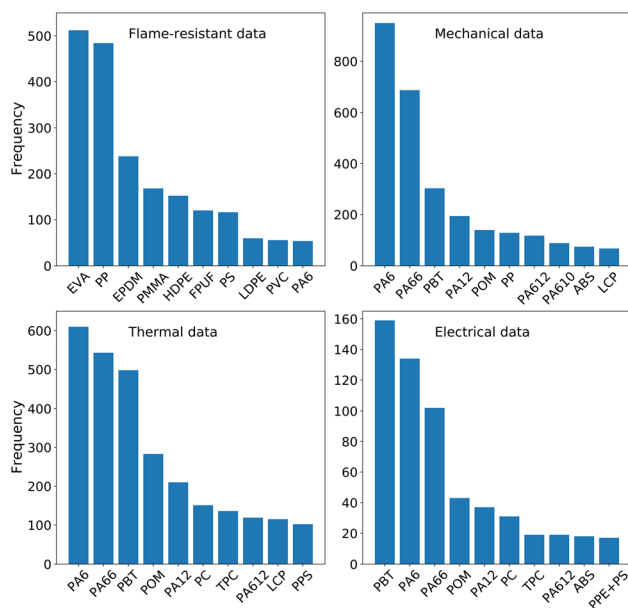 Flame-resistant data
Frequency
500
400
300
200
100
0
EVA PP EPDM PMMA HDPE FPUF PS LDPE PVC PA6
Mechanical data
800
600
400
200
0
PA6 PA66 PBT PA12 POM PP PA612 PA610 ABS LCP
Thermal data
Frequency
600
500
400
300
200
100
0
PA6 PA66 PBT POM PA12 PC TPC PA612 LCP PPS
Electrical data
160
140
120
100
80
60
40
20
0
PBT PA6 PA66 POM PA12 PC TPC PA612 ABS PPE+PS